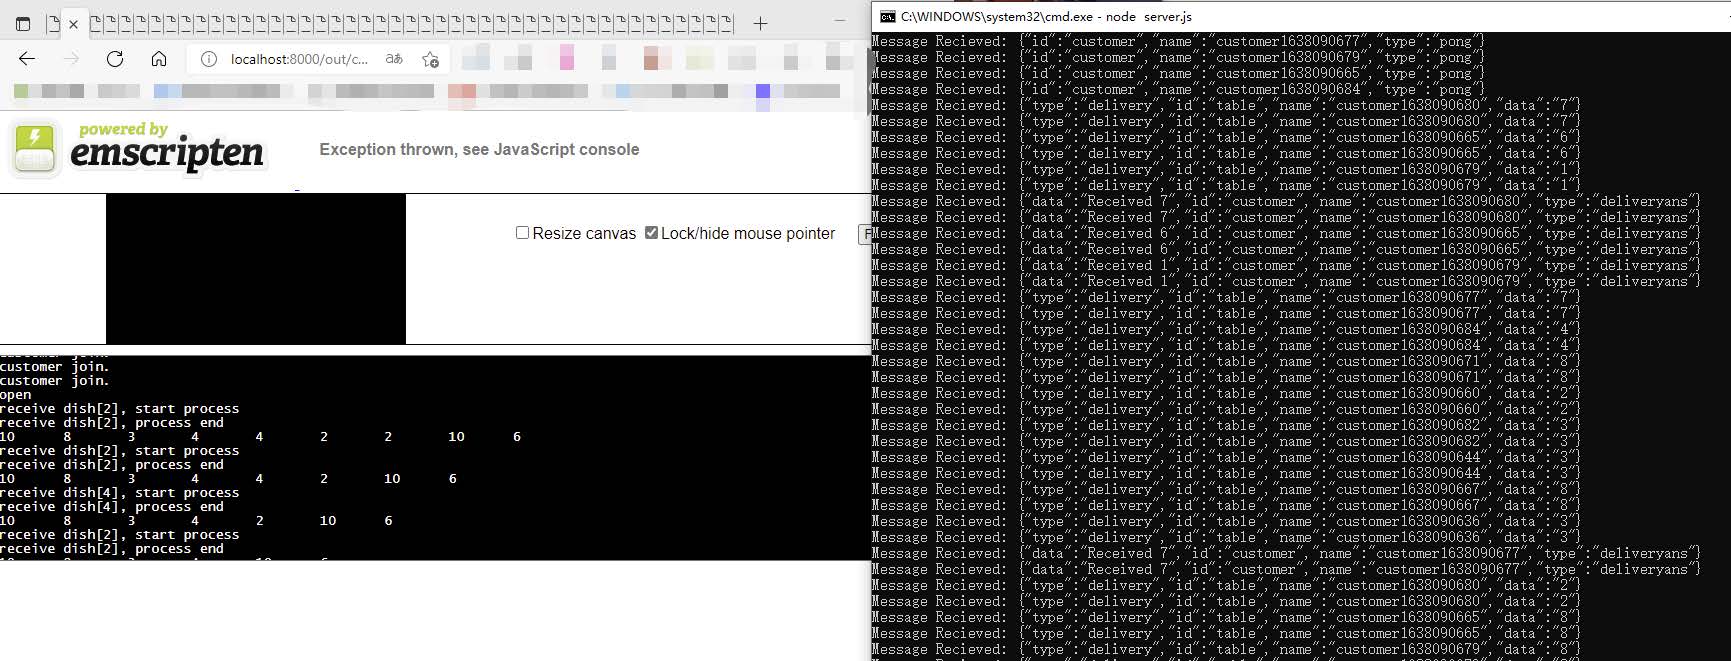 C:\WINDOWS\system32\cmd.exe - node server.js
localhost:8000/out/c...
powered by
emscripten
Exception thrown, see JavaScript console
Resize canvas
Lock/hide mouse pointer
F
customer join.
customer join.
open
receive dish[2], start process
receive dish[2], process end
10 8 3 4 4 2 2 10 6
receive dish[2], start process
receive dish[2], process end
10 8 3 4 4 2 10 6
receive dish[4], start process
receive dish[4], process end
10 8 3 4 2 10 6
receive dish[2], start process
receive dish[2], process end
Message Recieved: {"id":"customer","name":"customer1638090677","type":"pong"}
Message Recieved: {"id":"customer","name":"customer1638090679","type":"pong"}
Message Recieved: {"id":"customer","name":"customer1638090665","type":"pong"}
Message Recieved: {"id":"customer","name":"customer1638090684","type":"pong"}
Message Recieved: {"type":"delivery","id":"table","name":"customer1638090680","data":"7"}
Message Recieved: {"type":"delivery","id":"table","name":"customer1638090680","data":"7"}
Message Recieved: {"type":"delivery","id":"table","name":"customer1638090665","data":"6"}
Message Recieved: {"type":"delivery","id":"table","name":"customer1638090665","data":"6"}
Message Recieved: {"type":"delivery","id":"table","name":"customer1638090679","data":"1"}
Message Recieved: {"type":"delivery","id":"table","name":"customer1638090679","data":"1"}
Message Recieved: {"data":"Received 7","id":"customer","name":"customer1638090680","type":"deliveryans"}
Message Recieved: {"data":"Received 7","id":"customer","name":"customer1638090680","type":"deliveryans"}
Message Recieved: {"data":"Received 6","id":"customer","name":"customer1638090665","type":"deliveryans"}
Message Recieved: {"data":"Received 6","id":"customer","name":"customer1638090665","type":"deliveryans"}
Message Recieved: {"data":"Received 1","id":"customer","name":"customer1638090679","type":"deliveryans"}
Message Recieved: {"data":"Received 1","id":"customer","name":"customer1638090679","type":"deliveryans"}
Message Recieved: {"type":"delivery","id":"table","name":"customer1638090677","data":"7"}
Message Recieved: {"type":"delivery","id":"table","name":"customer1638090677","data":"7"}
Message Recieved: {"type":"delivery","id":"table","name":"customer1638090684","data":"4"}
Message Recieved: {"type":"delivery","id":"table","name":"customer1638090684","data":"4"}
Message Recieved: {"type":"delivery","id":"table","name":"customer1638090671","data":"8"}
Message Recieved: {"type":"delivery","id":"table","name":"customer1638090671","data":"8"}
Message Recieved: {"type":"delivery","id":"table","name":"customer1638090660","data":"2"}
Message Recieved: {"type":"delivery","id":"table","name":"customer1638090660","data":"2"}
Message Recieved: {"type":"delivery","id":"table","name":"customer1638090682","data":"3"}
Message Recieved: {"type":"delivery","id":"table","name":"customer1638090682","data":"3"}
Message Recieved: {"type":"delivery","id":"table","name":"customer1638090644","data":"3"}
Message Recieved: {"type":"delivery","id":"table","name":"customer1638090644","data":"3"}
Message Recieved: {"type":"delivery","id":"table","name":"customer1638090667","data":"8"}
Message Recieved: {"type":"delivery","id":"table","name":"customer1638090667","data":"8"}
Message Recieved: {"type":"delivery","id":"table","name":"customer1638090636","data":"3"}
Message Recieved: {"type":"delivery","id":"table","name":"customer1638090636","data":"3"}
Message Recieved: {"data":"Received 7","id":"customer","name":"customer1638090677","type":"deliveryans"}
Message Recieved: {"data":"Received 7","id":"customer","name":"customer1638090677","type":"deliveryans"}
Message Recieved: {"type":"delivery","id":"table","name":"customer1638090680","data":"2"}
Message Recieved: {"type":"delivery","id":"table","name":"customer1638090680","data":"2"}
Message Recieved: {"type":"delivery","id":"table","name":"customer1638090665","data":"8"}
Message Recieved: {"type":"delivery","id":"table","name":"customer1638090665","data":"8"}
Message Recieved: {"type":"delivery","id":"table","name":"customer1638090679","data":"8"}